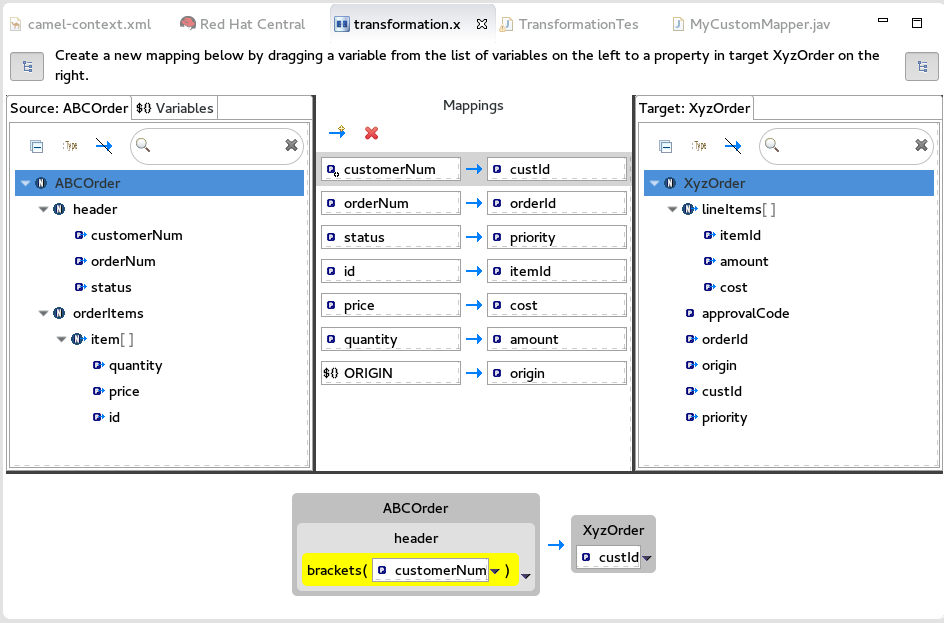 camel-context.xml Red Hat Central transformation.x TransformationTes MyCustomMapper.jav
Create a new mapping below by dragging a variable from the list of variables on the left to a property in target XyzOrder on the
right.
Source: ABCOrder ${} Variables
Type
ABCOrder
header
customerNum
orderNum
status
orderItems
item[ ]
quantity
price
id
Mappings
customerNum custId
orderNum orderId
status priority
id itemId
price cost
quantity amount
${} ORIGIN origin
Target: XyzOrder
Type
XyzOrder
lineItems[ ]
itemId
amount
cost
approvalCode
orderId
origin
custId
priority
ABCOrder
header
brackets( customerNum )
XyzOrder
custId